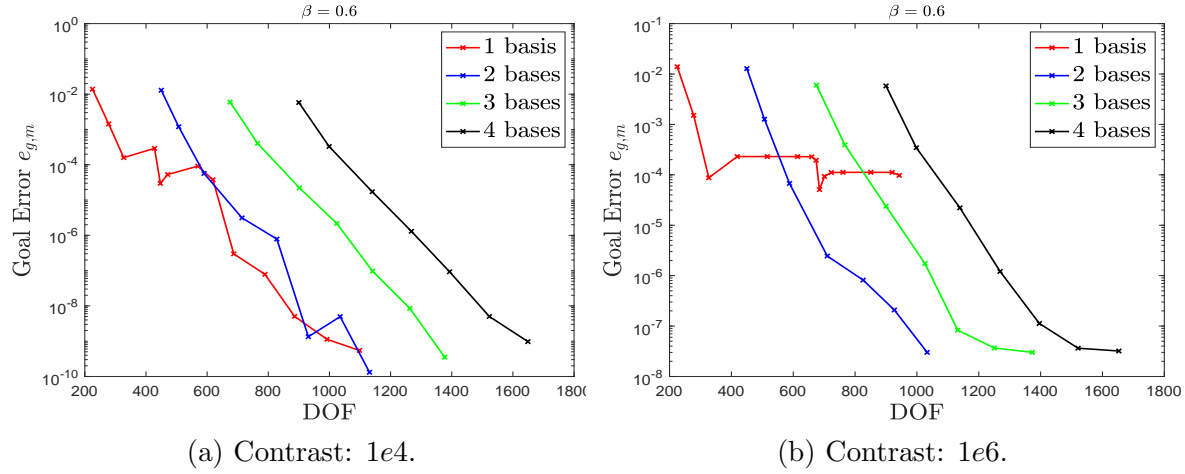 β = 0.6
10^0
10^-2
10^-4
10^-6
10^-8
10^-10
Goal Error e_{g,m}
1 basis
2 bases
3 bases
4 bases
200 400 600 800 1000 1200 1400 1600 1800
DOF
(a) Contrast: 1e4.
β = 0.6
10^-1
10^-2
10^-3
10^-4
10^-5
10^-6
10^-7
10^-8
Goal Error e_{g,m}
1 basis
2 bases
3 bases
4 bases
200 400 600 800 1000 1200 1400 1600 1800
DOF
(b) Contrast: 1e6.